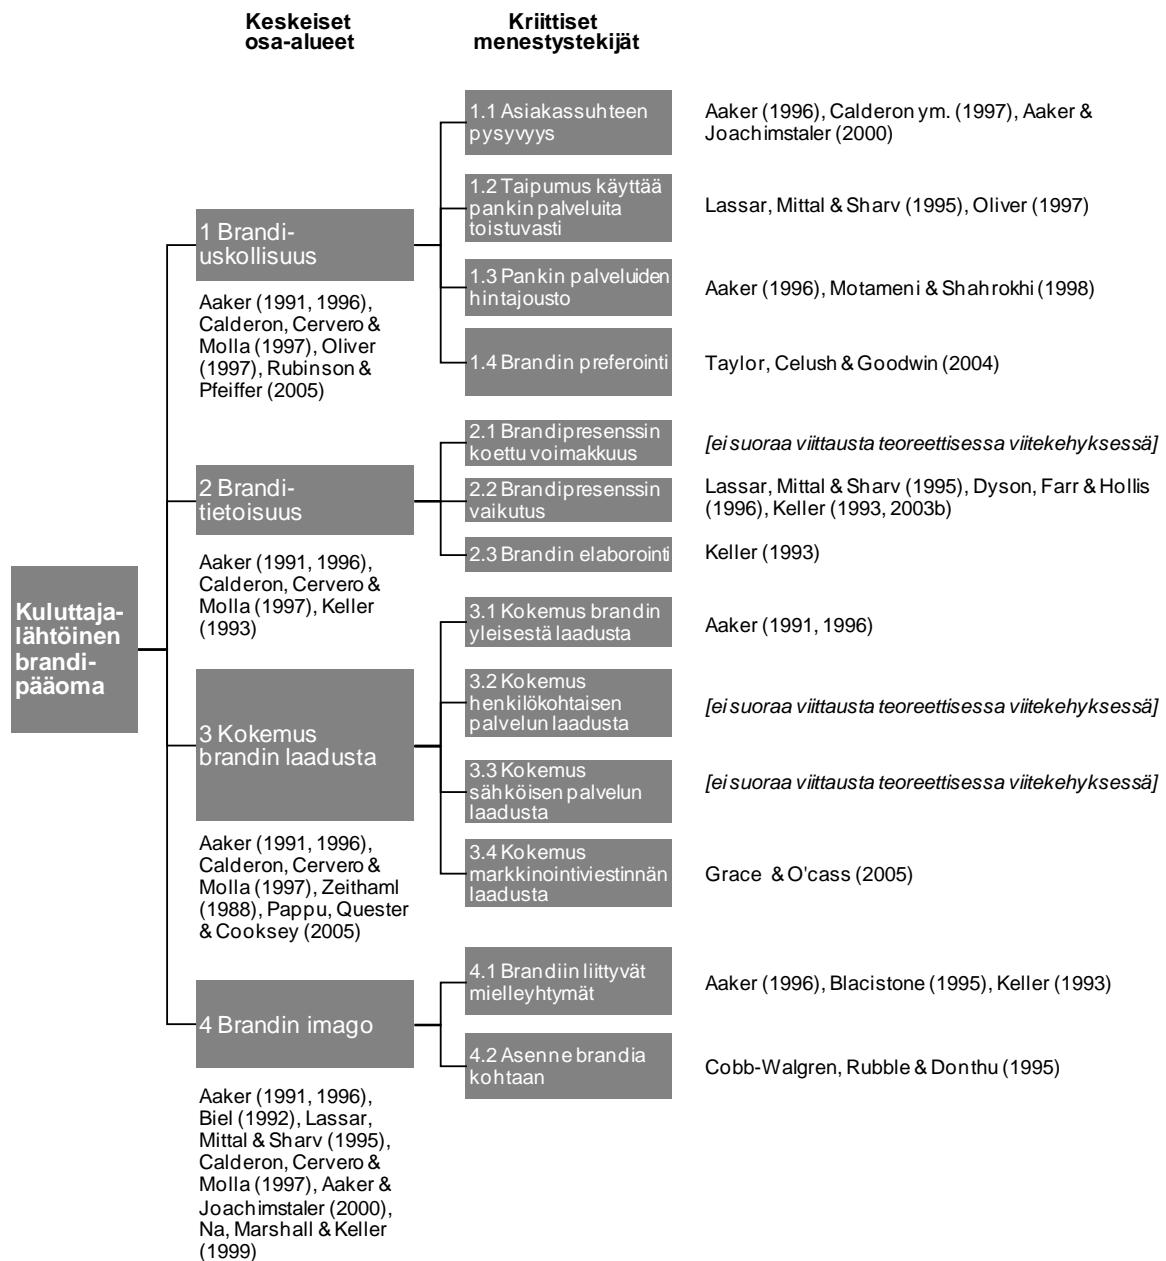 Keskeiset
osa-alueet
Kriittiset
menestystekijät
Kuluttaja-
lähtöinen
brandi-
pääoma
1 Brandi-
uskollisuus
Aaker (1991, 1996),
Calderon, Cervero &
Molla (1997), Oliver
(1997), Rubinson &
Pfeiffer (2005)
1.1 Asiakassuhteen
pysyvyys
Aaker (1996), Calderon ym. (1997), Aaker &
Joachimstaler (2000)
1.2 Taipumus käyttää
pankin palveluita
toistuvasti
Lassar, Mittal & Sharv (1995), Oliver (1997)
1.3 Pankin palveluiden
hintajousto
Aaker (1996), Motameni & Shahrokhi (1998)
1.4 Brandin preferointi
Taylor, Celush & Goodwin (2004)
2 Brandi-
tietoisuus
Aaker (1991, 1996),
Calderon, Cervero &
Molla (1997), Keller
(1993)
2.1 Brandipresenssin
koettu voimakkuus
[ei suoraa viittausta teoreettisessa viitekehyksessä]
2.2 Brandipresenssin
vaikutus
Lassar, Mittal & Sharv (1995), Dyson, Farr & Hollis
(1996), Keller (1993, 2003b)
2.3 Brandin elaborointi
Keller (1993)
3 Kokemus
brandin laadusta
Aaker (1991, 1996),
Calderon, Cervero &
Molla (1997), Zeithaml
(1988), Pappu, Quester
& Cooksey (2005)
3.1 Kokemus brandin
yleisestä laadusta
Aaker (1991, 1996)
3.2 Kokemus
henkilökohtaisen
palvelun laadusta
[ei suoraa viittausta teoreettisessa viitekehyksessä]
3.3 Kokemus
sähköisen palvelun
laadusta
[ei suoraa viittausta teoreettisessa viitekehyksessä]
3.4 Kokemus
markkinointiviestinnän
laadusta
Grace & O'cass (2005)
4 Brandin imago
Aaker (1991, 1996),
Biel (1992), Lassar,
Mittal & Sharv (1995),
Calderon, Cervero &
Molla (1997), Aaker &
Joachimstaler (2000),
Na, Marshall & Keller
(1999)
4.1 Brandiin liittyvät
mielleyhtymät
Aaker (1996), Blacistone (1995), Keller (1993)
4.2 Asenne brandia
kohtaan
Cobb-Walgren, Rubble & Donthu (1995)